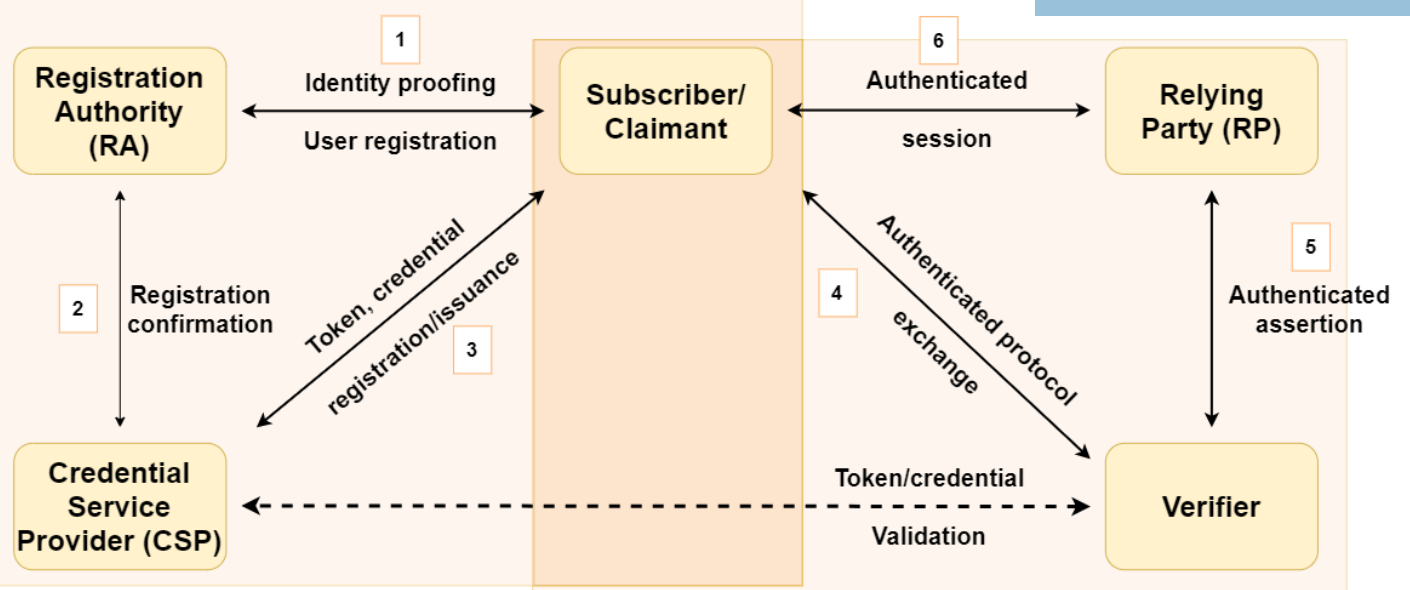 1
Identity proofing
User registration
Registration
Authority
(RA)
Subscriber/
Claimant
6
Authenticated
session
Relying
Party (RP)
2
Registration
confirmation
Token, credential
registration/issuance
3
4
Authenticated protocol
exchange
5
Authenticated
assertion
Credential
Service
Provider (CSP)
Token/credential
Validation
Verifier